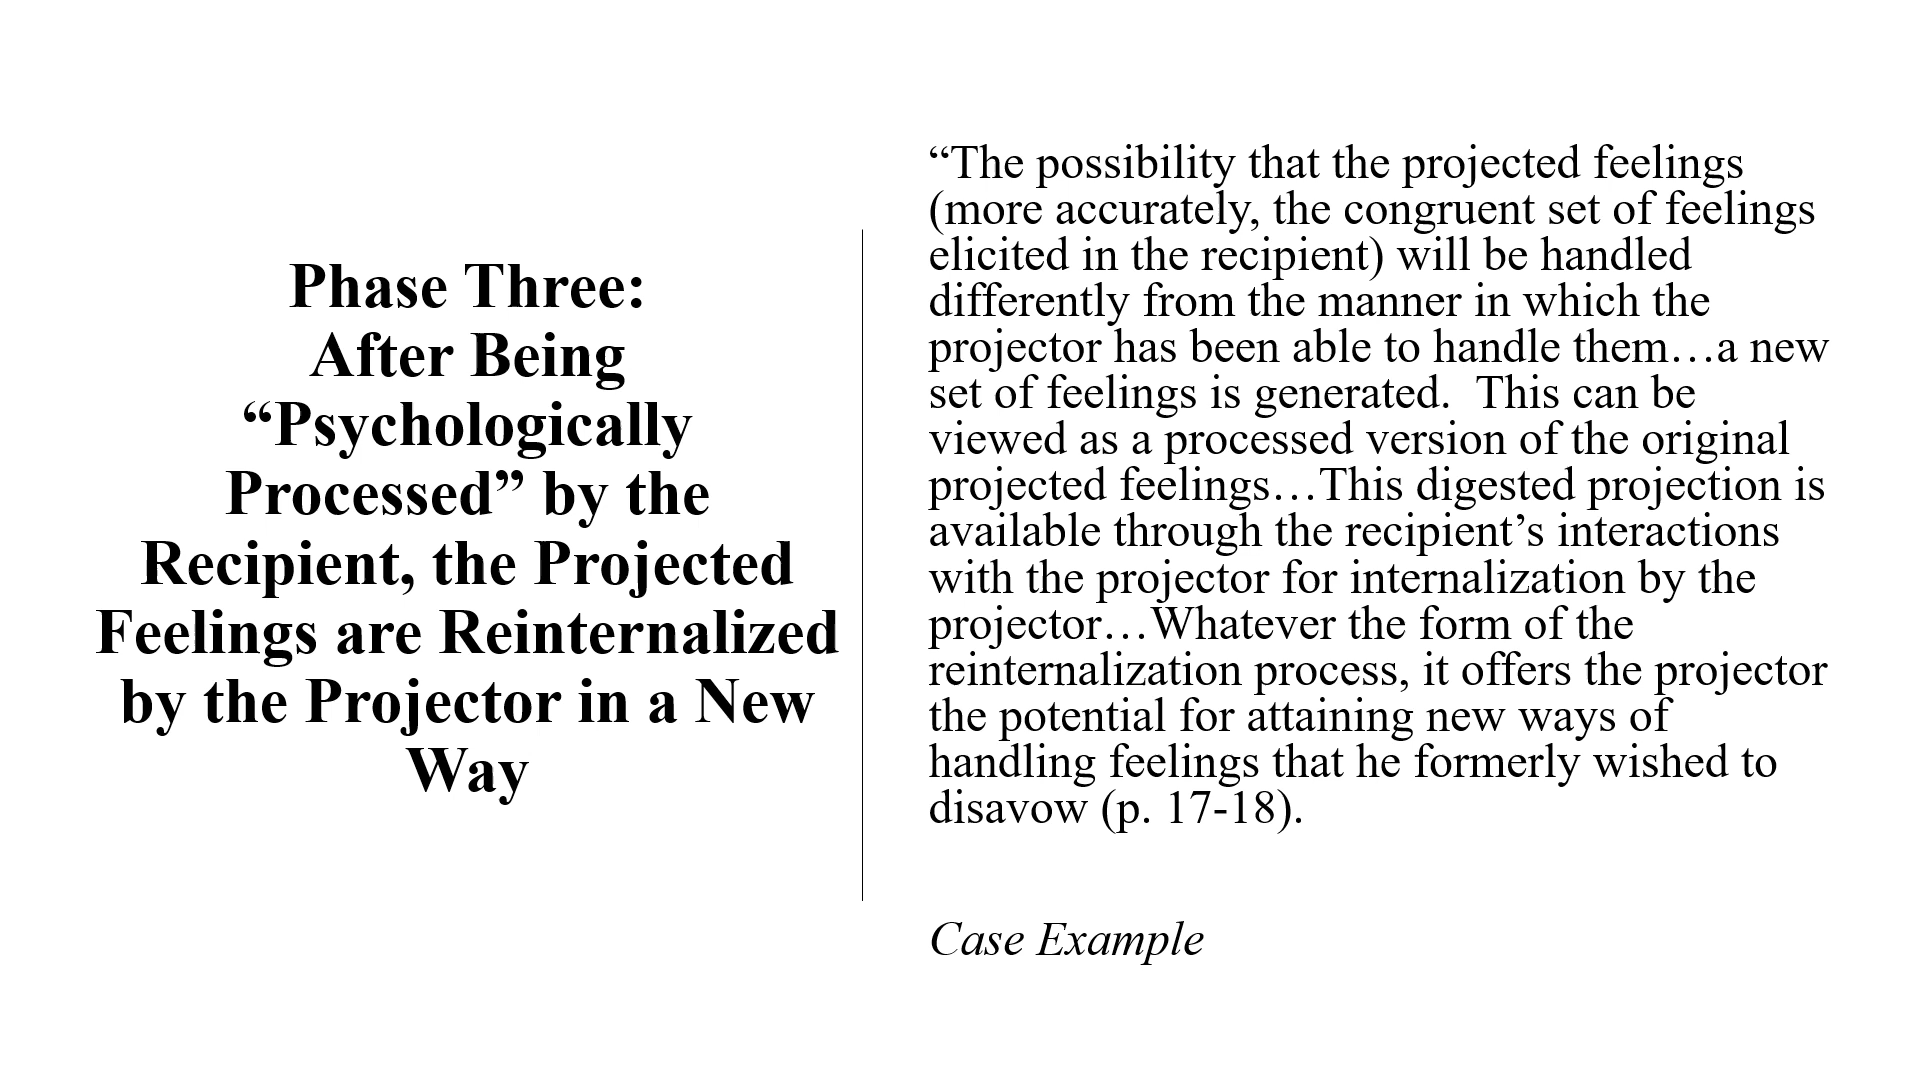 Phase Three:
After Being
“Psychologically
Processed” by the
Recipient, the Projected
Feelings are Reinternalized
by the Projector in a New
Way
“The possibility that the projected feelings
(more accurately, the congruent set of feelings
elicited in the recipient) will be handled
differently from the manner in which the
projector has been able to handle them…a new
set of feelings is generated.  This can be
viewed as a processed version of the original
projected feelings…This digested projection is
available through the recipient’s interactions
with the projector for internalization by the
projector…Whatever the form of the
reinternalization process, it offers the projector
the potential for attaining new ways of
handling feelings that he formerly wished to
disavow (p. 17-18).
Case Example